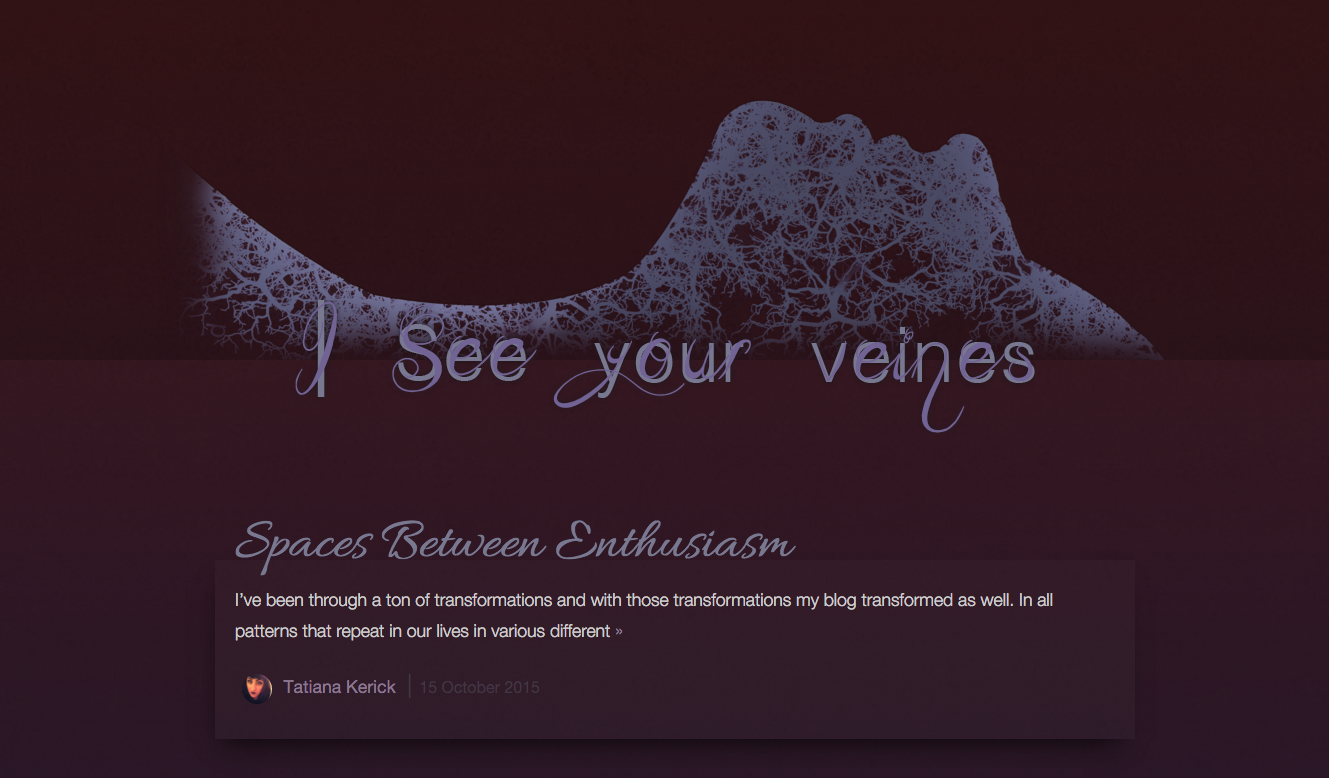 I See your veines
Spaces Between Enthusiasm
I’ve been through a ton of transformations and with those transformations my blog transformed as well. In all
patterns that repeat in our lives in various different »
Tatiana Kerick | 15 October 2015